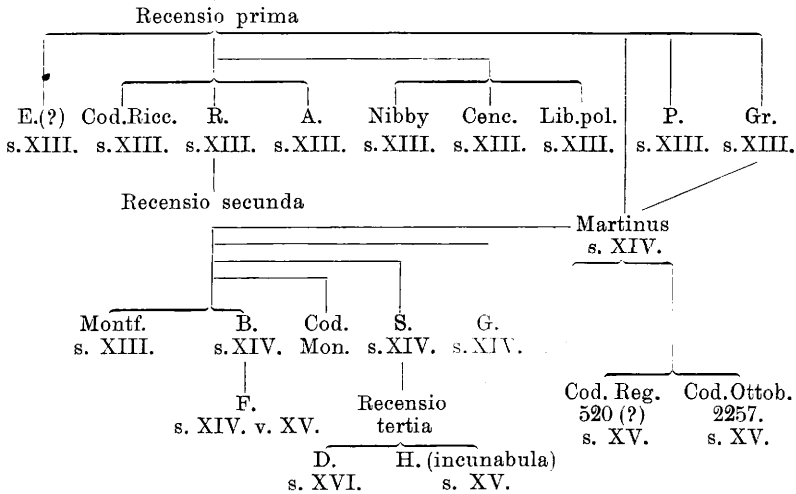 Recensio prima
E.(?) Cod.Ricc. R. A. Nibby Cenc. Lib.pol. P. Gr.
s.XIII. s.XIII. s.XIII. s.XIII. s.XIII. s.XIII. s.XIII. s.XIII. s.XIII.
Recensio secunda
Martinus
s. XIV.
Montf. B. Cod. S. G.
s. XIII. s.XIV. Mon. s.XIV. s.XIV.
F. Recensio
s. XIV. v. XV. tertia
Cod. Reg. Cod.Ottob.
520 (?) 2257.
s. XV. s. XV.
D. H. (incunabula)
s. XVI. s. XV.